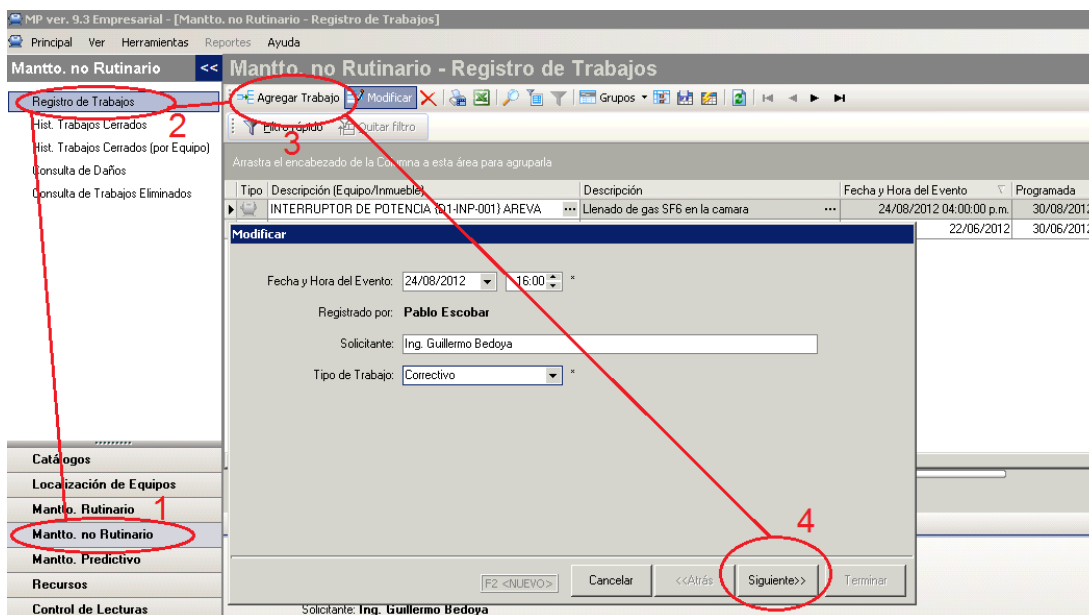 MP ver. 9.3 Empresarial - [Mantto. no Rutinario - Registro de Trabajos]
Principal Ver Herramientas Reportes Ayuda
Mantto. no Rutinario << Mantto. no Rutinario - Registro de Trabajos
Registro de Trabajos
2
Hist. Trabajos Cerrados
Hist. Trabajos Cerrados (por Equipo)
Consulta de Daños
Consulta de Trabajos Eliminados
Agregar Trabajo Modificar Grupos
3
Filtro rápido Quitar filtro
Arrastra el encabezado de la Columna a esta área para agruparla
Tipo Descripción (Equipo/Inmueble) Descripción Fecha y Hora del Evento Programada
INTERRUPTOR DE POTENCIA {D1-INP-001} AREVA ... Llenado de gas SF6 en la camara ... 24/08/2012 04:00:00 p.m. 30/08/2012
22/06/2012 30/06/2012
Modificar
Fecha y Hora del Evento: 24/08/2012 16:00 *
Registrado por: Pablo Escobar
Solicitante: Ing. Guillermo Bedoya
Tipo de Trabajo: Correctivo *
Catálogos
Localización de Equipos
Mantto. Rutinario
1
Mantto. no Rutinario
Mantto. Predictivo
Recursos
Control de Lecturas
4
F2 <NUEVO> Cancelar <<Atrás Siguiente>> Terminar
Solicitante: Ing. Guillermo Bedoya